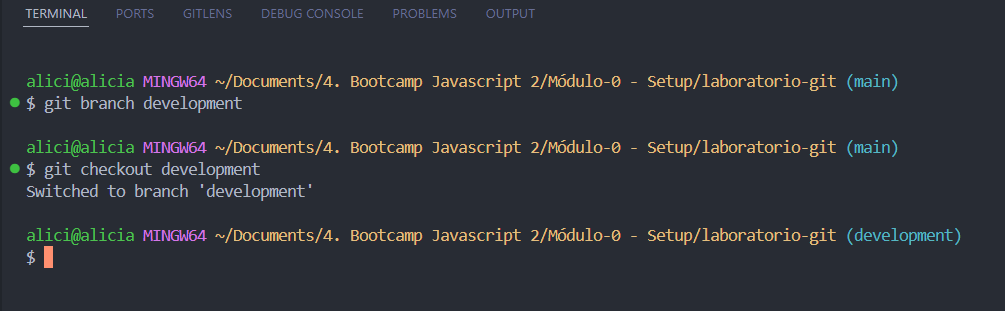 TERMINAL PORTS GITLENS DEBUG CONSOLE PROBLEMS OUTPUT
alici@alicia MINGW64 ~/Documents/4. Bootcamp Javascript 2/Módulo-0 - Setup/laboratorio-git (main)
$ git branch development
alici@alicia MINGW64 ~/Documents/4. Bootcamp Javascript 2/Módulo-0 - Setup/laboratorio-git (main)
$ git checkout development
Switched to branch 'development'
alici@alicia MINGW64 ~/Documents/4. Bootcamp Javascript 2/Módulo-0 - Setup/laboratorio-git (development)
$